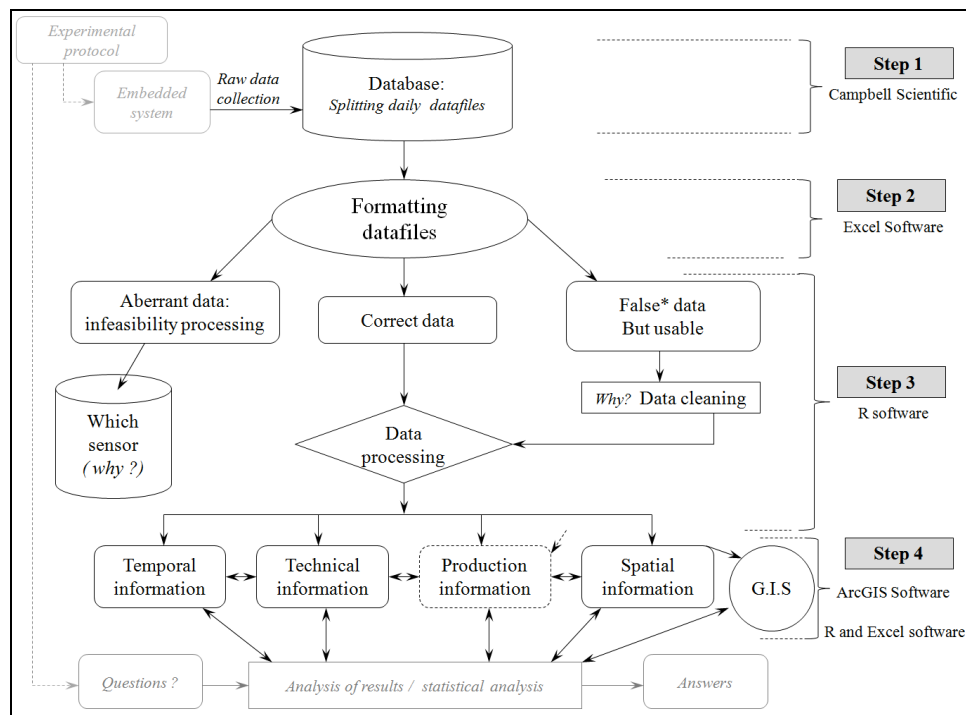 Experimental
protocol
Embedded
system
Raw data
collection
Database:
Splitting daily datafiles
Step 1
Campbell Scientific
Formatting
datafiles
Step 2
Excel Software
Aberrant data:
infeasibility processing
Correct data
False* data
But usable
Why? Data cleaning
Which
sensor
( why ?)
Data
processing
Step 3
R software
Temporal
information
Technical
information
Production
information
Spatial
information
G.I.S
Step 4
ArcGIS Software
R and Excel software
Questions ?
Analysis of results / statistical analysis
Answers